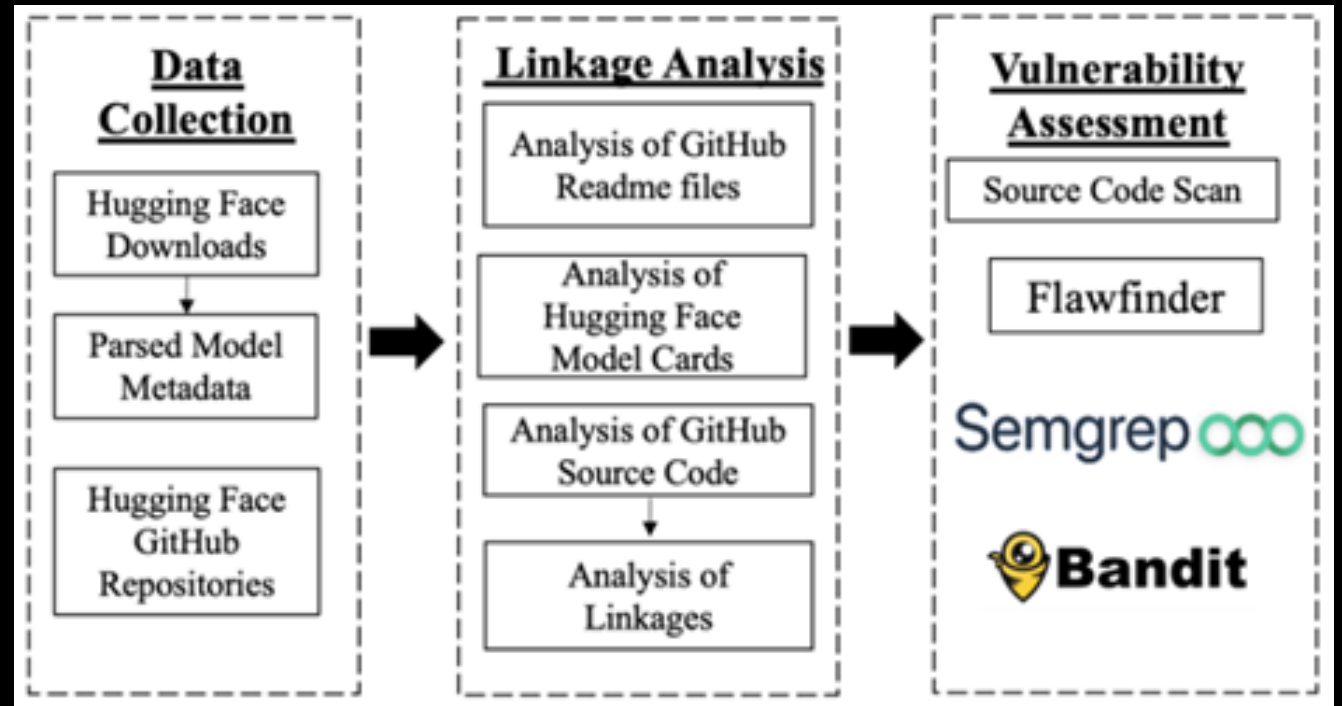 Data
Collection
Hugging Face
Downloads
Parsed Model
Metadata
Hugging Face
GitHub
Repositories
Linkage Analysis
Analysis of GitHub
Readme files
Analysis of
Hugging Face
Model Cards
Analysis of GitHub
Source Code
Analysis of
Linkages
Vulnerability
Assessment
Source Code Scan
Flawfinder
Semgrep
Bandit